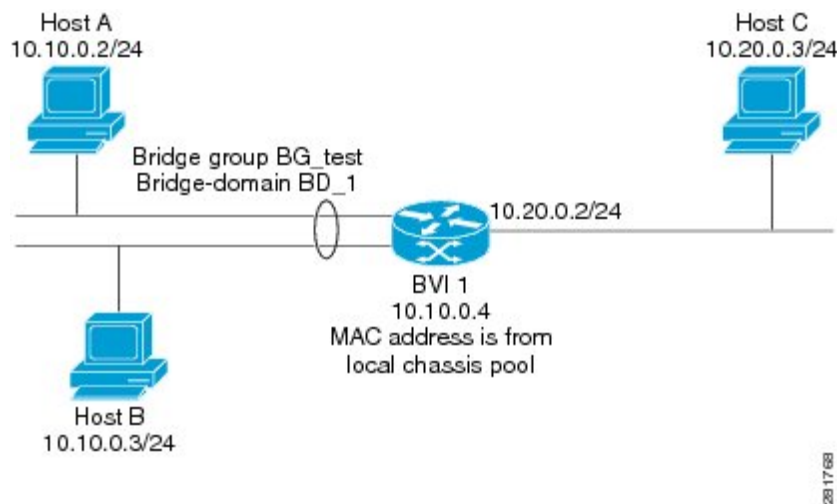 Host A
10.10.0.2/24
Host C
10.20.0.3/24
Bridge group BG_test
Bridge-domain BD_1
10.20.0.2/24
BVI 1
10.10.0.4
MAC address is from
local chassis pool
Host B
10.10.0.3/24
281768